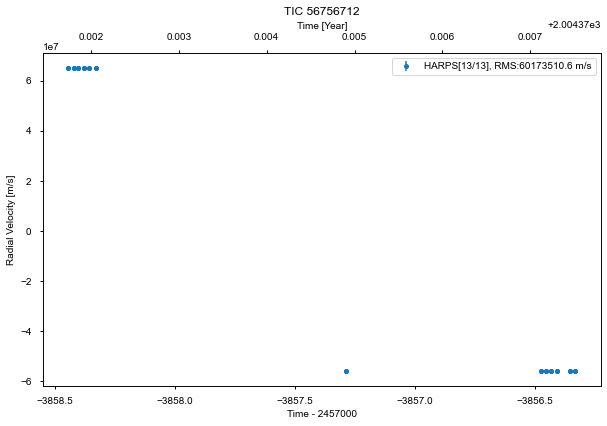 TIC 56756712
Time [Year]
0.002 0.003 0.004 0.005 0.006 0.007
+2.00437e3
1e7
HARPS[13/13], RMS:60173510.6 m/s
6
4
2
0
−2
−4
−6
Radial Velocity [m/s]
−3858.5 −3858.0 −3857.5 −3857.0 −3856.5
Time - 2457000